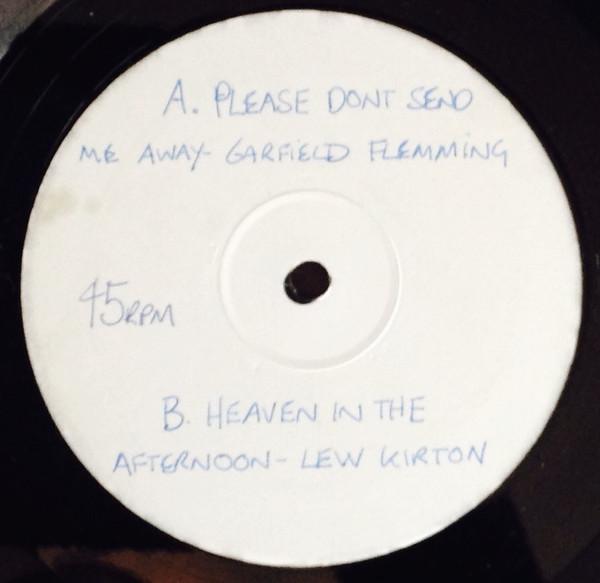 A. PLEASE DONT SEND
ME AWAY- GARFIELD FLEMMING
45RPM
B. HEAVEN IN THE
AFTERNOON- LEW KIRTON